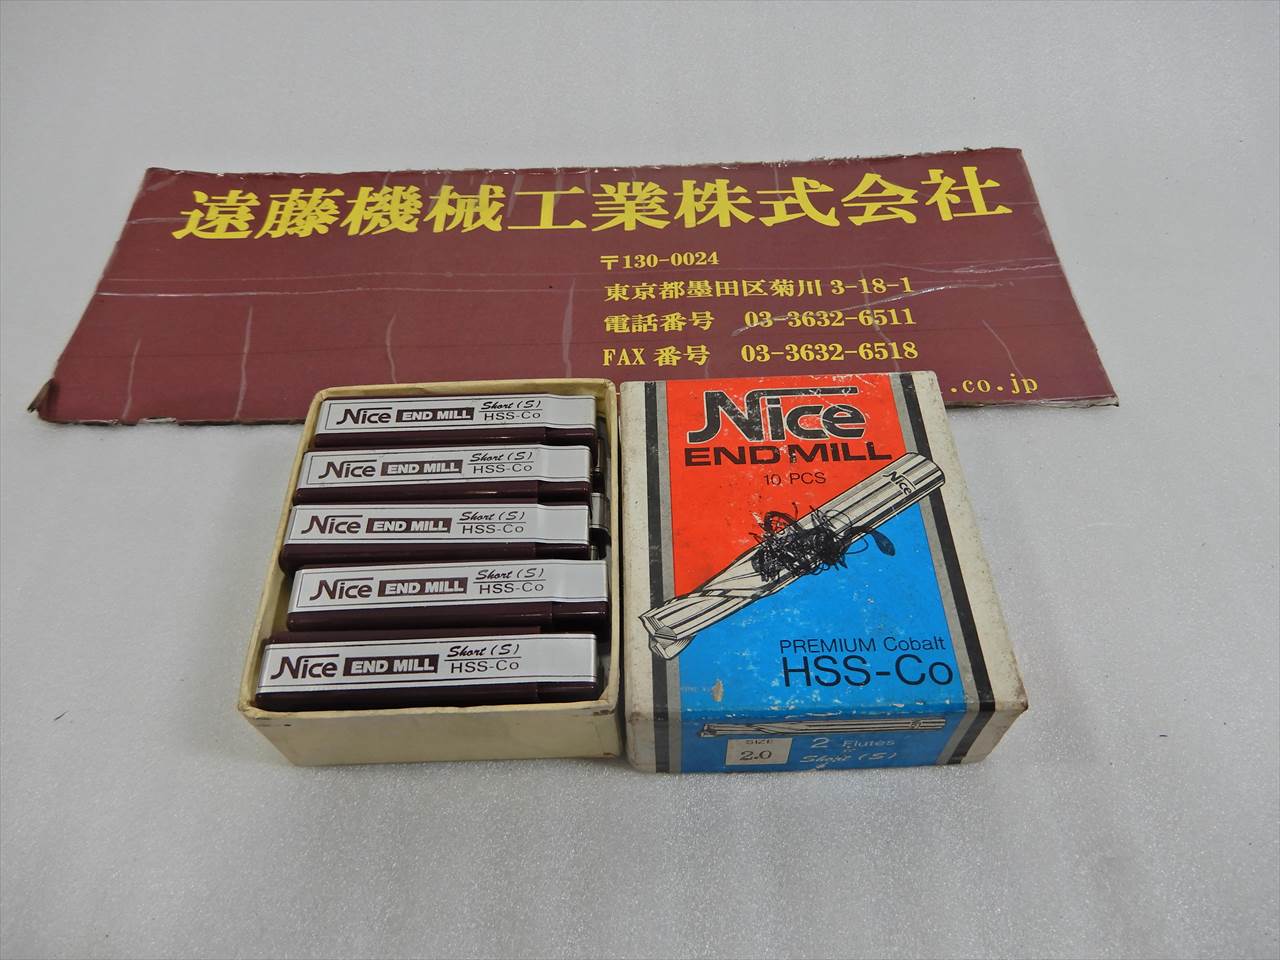 遠藤機械工業株式会社
〒130-0024
東京都墨田区菊川 3-18-1
電話番号 03-3632-6511
FAX 番号 03-3632-6518
.co.jp
Nice END MILL Short (S) HSS-Co
Nice END MILL Short (S) HSS-Co
Nice END MILL Short (S) HSS-Co
Nice END MILL Short (S) HSS-Co
Nice END MILL Short (S) HSS-Co
Nice
END MILL
10 PCS
Nice
PREMIUM Cobalt
HSS-Co
SIZE
2.0
2 Flutes
Short (S)